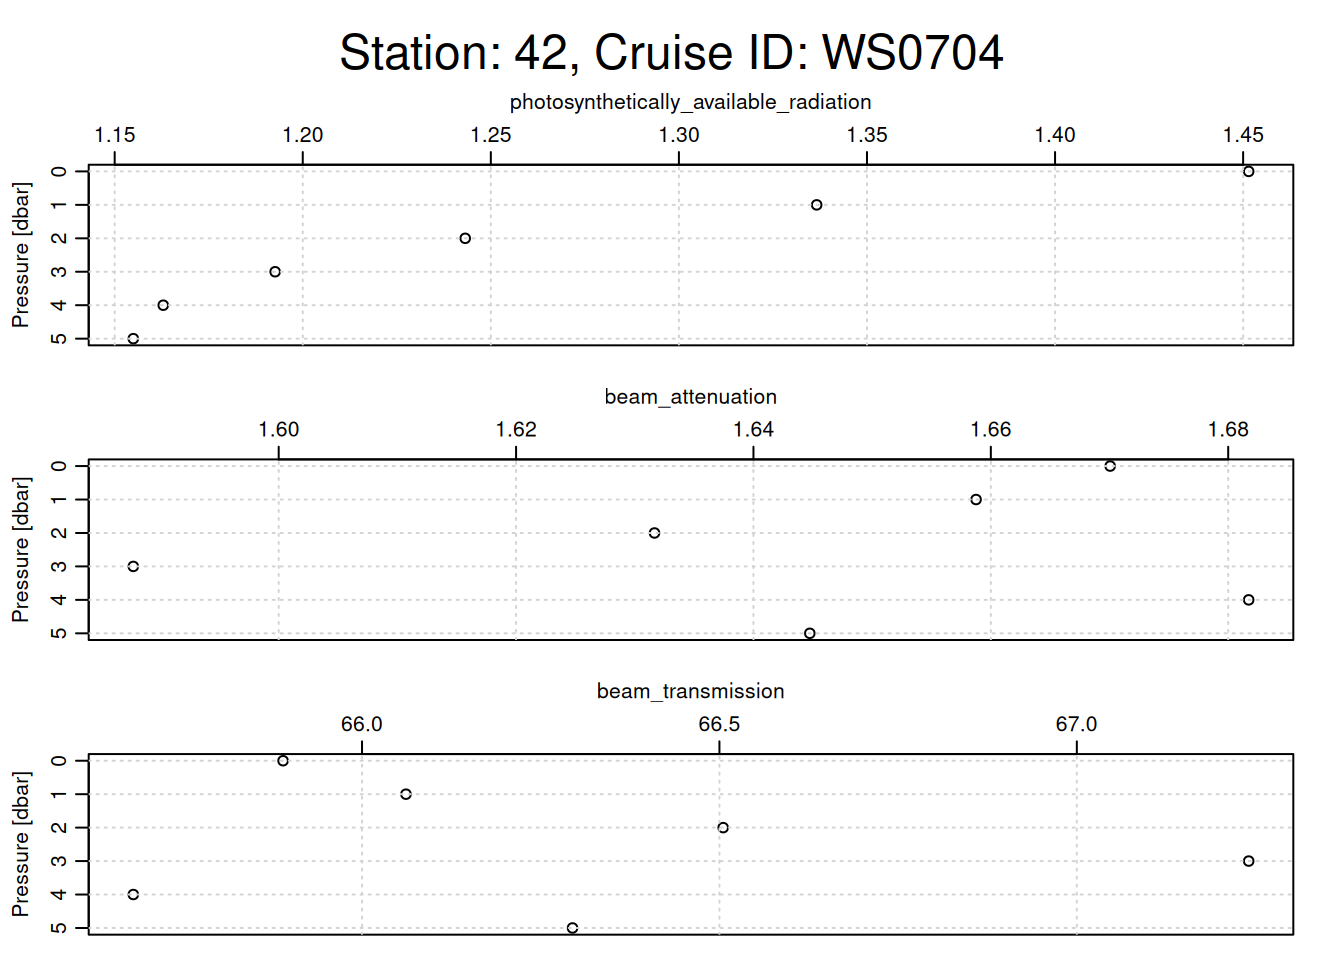 Station: 42, Cruise ID: WS0704
photosynthetically_available_radiation
1.15 1.20 1.25 1.30 1.35 1.40 1.45
Pressure [dbar]
0
1
2
3
4
5
beam_attenuation
1.60 1.62 1.64 1.66 1.68
Pressure [dbar]
0
1
2
3
4
5
beam_transmission
66.0 66.5 67.0
Pressure [dbar]
0
1
2
3
4
5